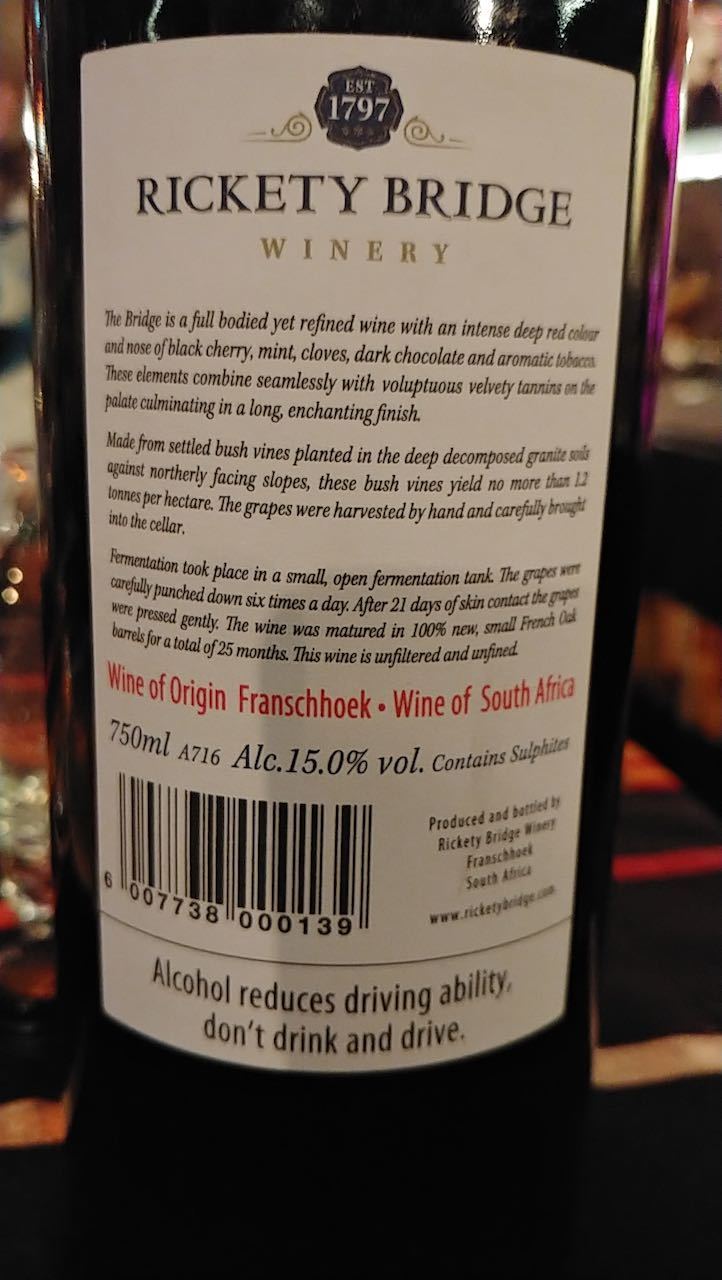 EST
1797
RICKETY BRIDGE
WINERY
The Bridge is a full bodied yet refined wine with an intense deep red colour
and nose of black cherry, mint, cloves, dark chocolate and aromatic tobacco.
These elements combine seamlessly with voluptuous velvety tannins on the
palate culminating in a long, enchanting finish.
Made from settled bush vines planted in the deep decomposed granite soils
against northerly facing slopes, these bush vines yield no more than 1.2
tonnes per hectare. The grapes were harvested by hand and carefully brought
into the cellar.
Fermentation took place in a small, open fermentation tank. The grapes were
carefully punched down six times a day. After 21 days of skin contact the grapes
were pressed gently. The wine was matured in 100% new, small French Oak
barrels for a total of 25 months. This wine is unfiltered and unfined.
Wine of Origin Franschhoek • Wine of South Africa
750ml A716 Alc.15.0% vol. Contains Sulphites
Produced and bottled by
Rickety Bridge Winery
Franschhoek
South Africa
www.ricketybridge.com
6 007738 000139
Alcohol reduces driving ability,
don't drink and drive.